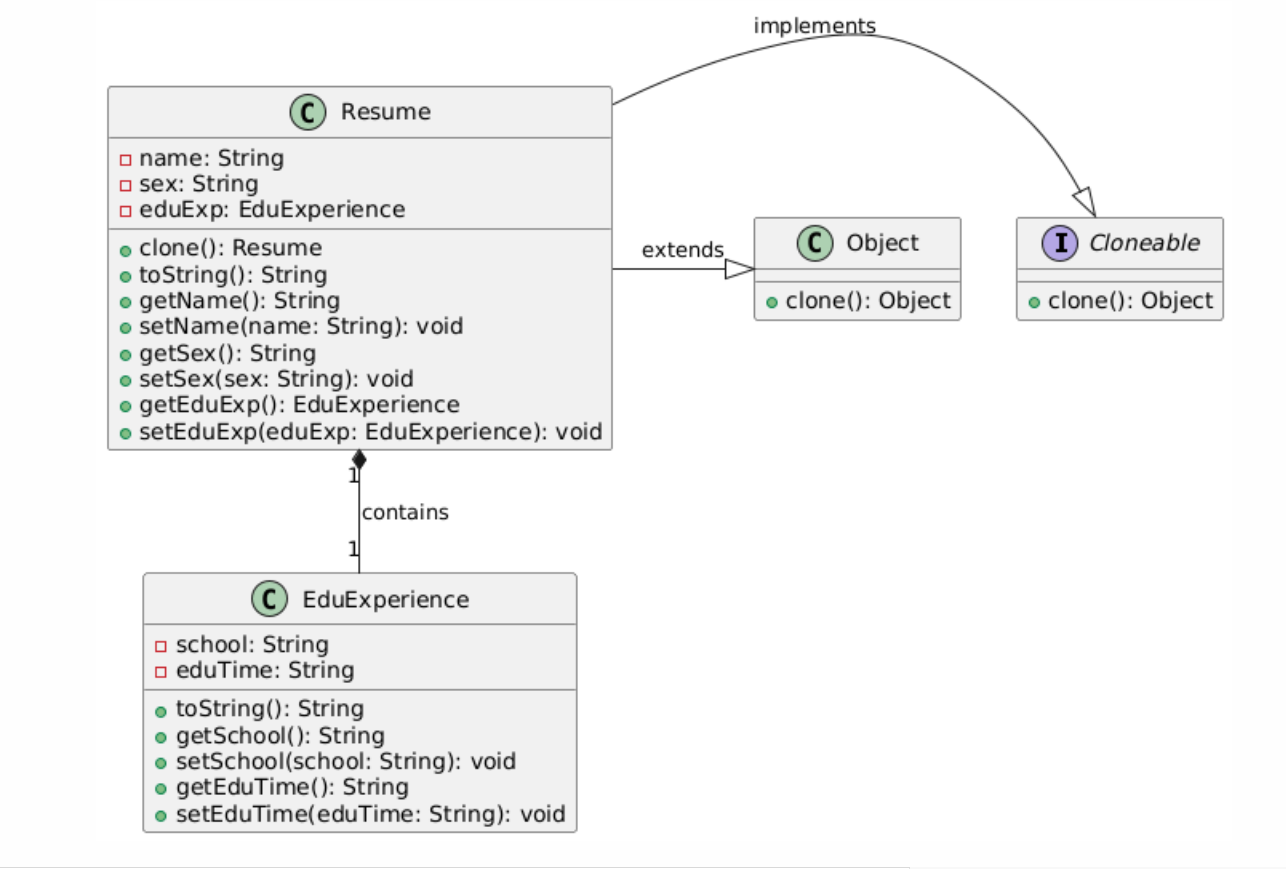 implements
C Resume
name: String
sex: String
eduExp: EduExperience
clone(): Resume
toString(): String
getName(): String
setName(name: String): void
getSex(): String
setSex(sex: String): void
getEduExp(): EduExperience
setEduExp(eduExp: EduExperience): void
extends
C Object
clone(): Object
I Cloneable
clone(): Object
1
contains
1
C EduExperience
school: String
eduTime: String
toString(): String
getSchool(): String
setSchool(school: String): void
getEduTime(): String
setEduTime(eduTime: String): void